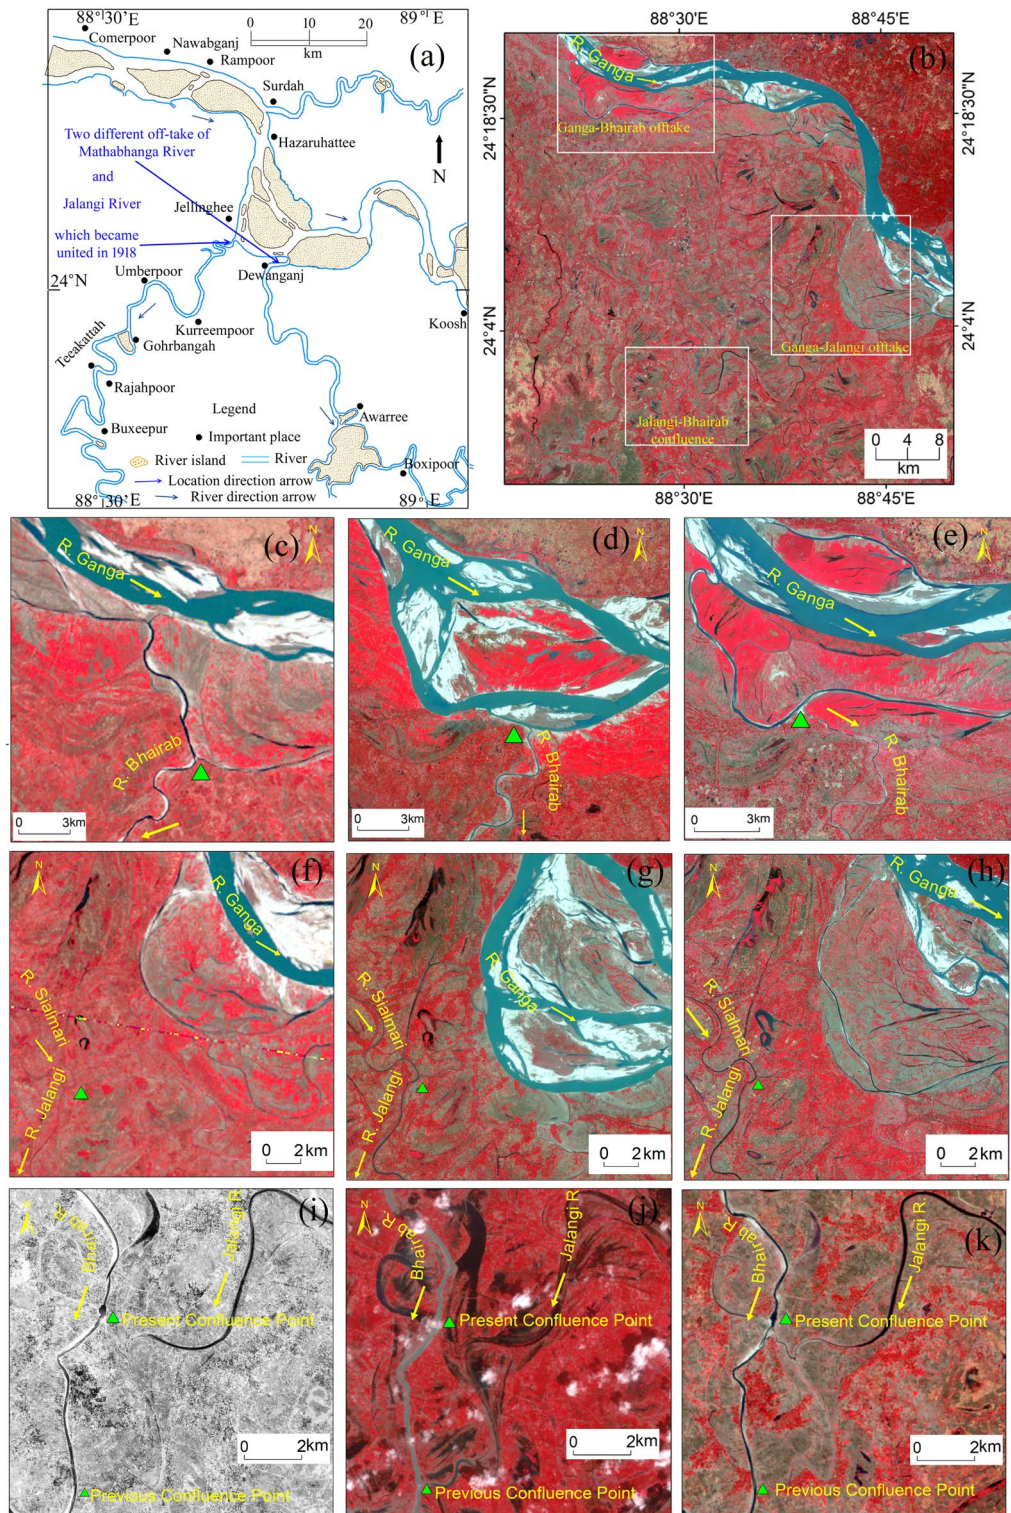 88°30'E
0 10 20
km
89°1'E
Comerpoor
Nawabganj
Rampoor
(a)
Surdah
Two different off-take of
Mathabhanga River
and
Jalangi River
which became
united in 1918
Hazaruhattee
N
Jellinghee
Dewanganj
Umberpoor
24°N
Kurreempoor
Koosh
Gohrbangah
Teeakattah
Rajahpoor
Buxeepur
Awarree
Boxipoor
Legend
Important place
River island
River
Location direction arrow
River direction arrow
88°30'E
89°E
88°30'E
88°45'E
(b)
R. Ganga
Ganga-Bhairab offtake
24°18'30"N
24°18'30"N
Ganga-Jalangi offtake
24°4'N
24°4'N
Jalangi-Bhairab
confluence
0 4 8
km
88°30'E
88°45'E
(c)
N
R. Ganga
R. Bhairab
0 3km
(d)
N
R. Ganga
R. Bhairab
0 3km
(e)
N
R. Ganga
R. Bhairab
0 3km
(f)
N
R. Ganga
R. Sialmari
R. Jalangi
0 2km
(g)
N
R. Ganga
R. Sialmari
R. Jalangi
0 2km
(h)
N
R. Ganga
R. Sialmari
R. Jalangi
0 2km
(i)
N
Bhairab R.
Jalangi R.
Present Confluence Point
0 2km
Previous Confluence Point
(j)
N
Bhairab R.
Jalangi R.
Present Confluence Point
0 2km
Previous Confluence Point
(k)
N
Bhairab R.
Jalangi R.
Present Confluence Point
0 2km
Previous Confluence Point